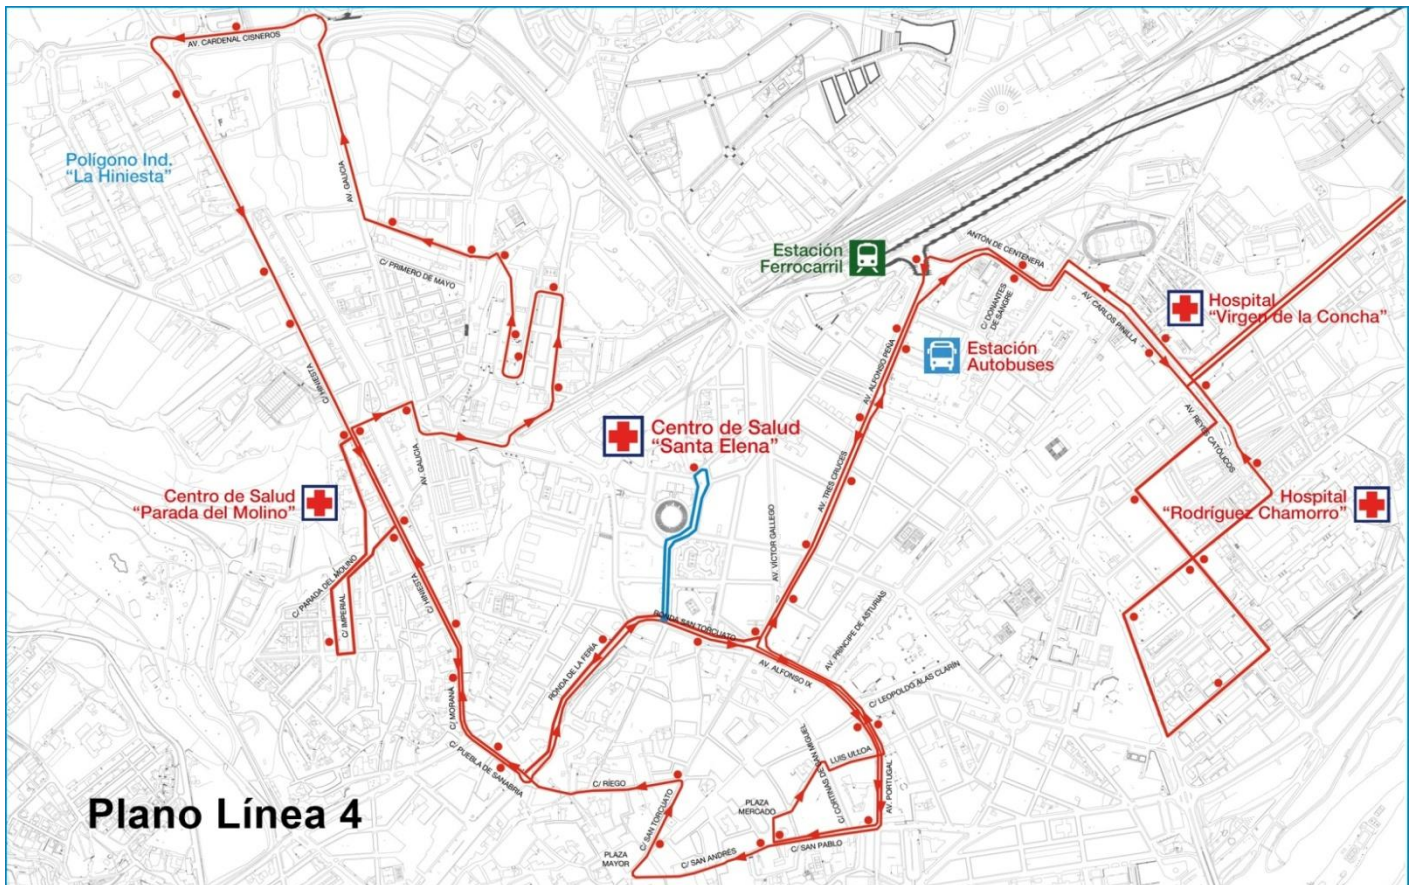 AV. CARDENAL CISNEROS
Polígono Ind.
"La Hiniesta"
AV. GALICIA
C/ PRIMERO DE MAYO
Estación
Ferrocarril
ANTÓN DE CENTENERA
C/ DONANTES
DE SANGRE
AV. CARLOS PINILLA
Hospital
"Virgen de la Concha"
Estación
Autobuses
AV. ALFONSO PEÑA
C/ HINIESTA
Centro de Salud
"Santa Elena"
AV. REYES CATÓLICOS
AV. GALICIA
AV. TRES CRUCES
Centro de Salud
"Parada del Molino"
Hospital
"Rodríguez Chamorro"
AV. VÍCTOR GALLEGO
C/ PARADA DEL MOLINO
C/ IMPERIAL
C/ HINIESTA
RONDA SAN TORCUATO
AV. PRINCIPE DE ASTURIAS
RONDA DE LA FERIA
AV. ALFONSO IX
C/ LEOPOLDO ALAS CLARÍN
C/ MORANA
C/ PUEBLA DE SANABRIA
C/ CORTINAS DE SAN MIGUEL
LUIS ULLOA
AV. PORTUGAL
C/ RIEGO
PLAZA
MERCADO
C/ SAN TORCUATO
Plano Línea 4
C/ SAN PABLO
PLAZA
MAYOR
C/ SAN ANDRÉS